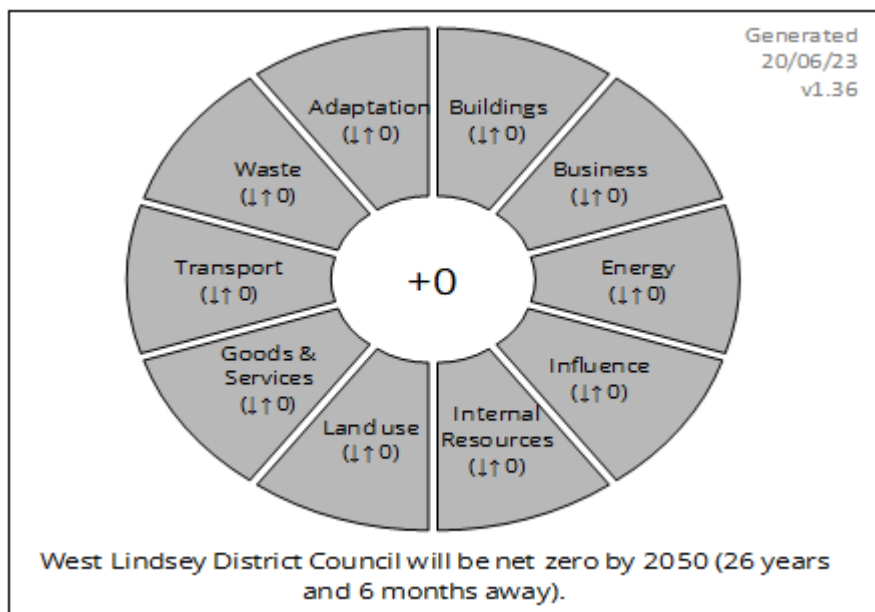 Generated
20/06/23
v1.36
Adaptation
(↓↑ 0)
Buildings
(↓↑ 0)
Waste
(↓↑ 0)
Business
(↓↑ 0)
Transport
(↓↑ 0)
+0
Energy
(↓↑ 0)
Goods &
Services
(↓↑ 0)
Influence
(↓↑ 0)
Land use
(↓↑ 0)
Internal
Resources
(↓↑ 0)
West Lindsey District Council will be net zero by 2050 (26 years
and 6 months away).